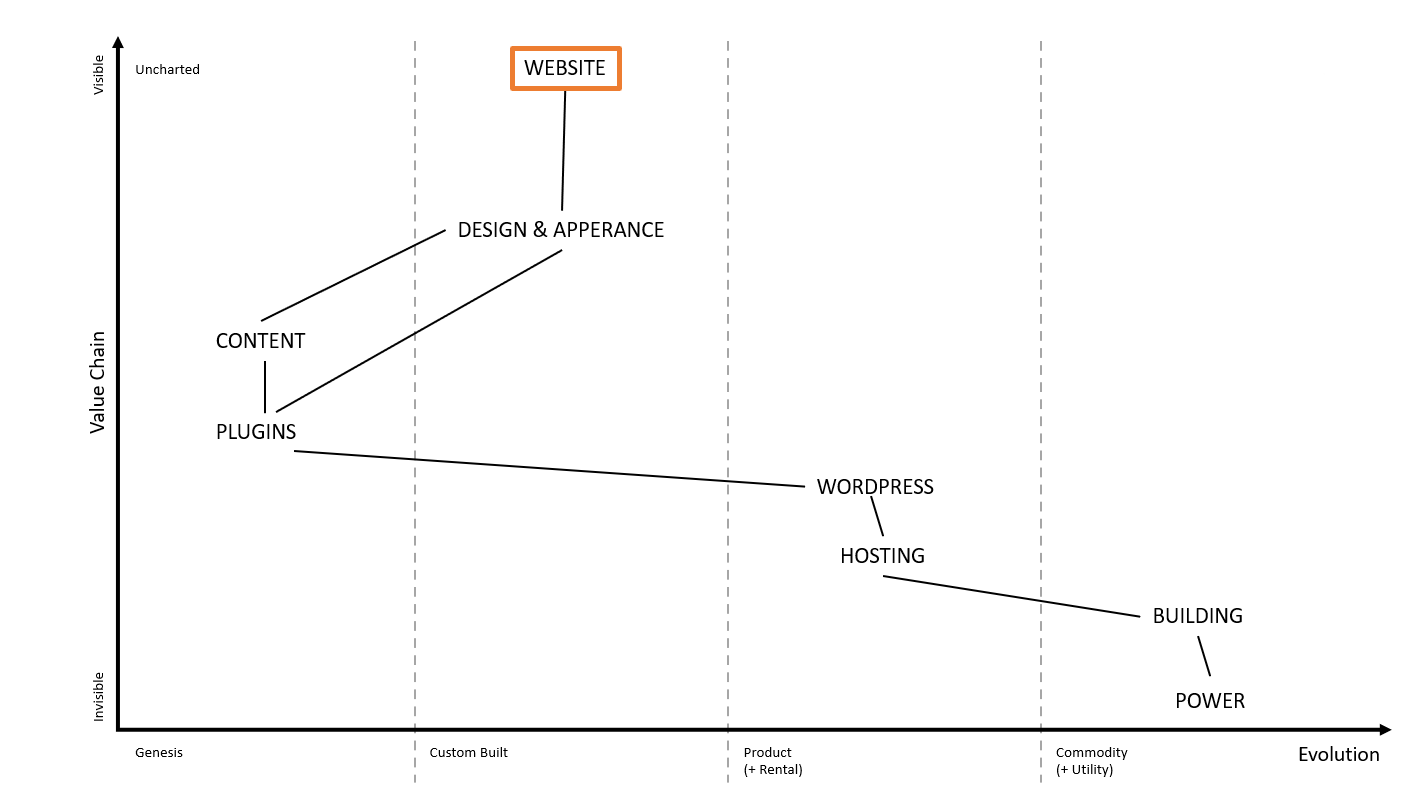 Visible
Uncharted
WEBSITE
DESIGN & APPERANCE
CONTENT
Value Chain
PLUGINS
WORDPRESS
HOSTING
BUILDING
Invisible
POWER
Genesis
Custom Built
Product
(+ Rental)
Commodity
(+ Utility)
Evolution